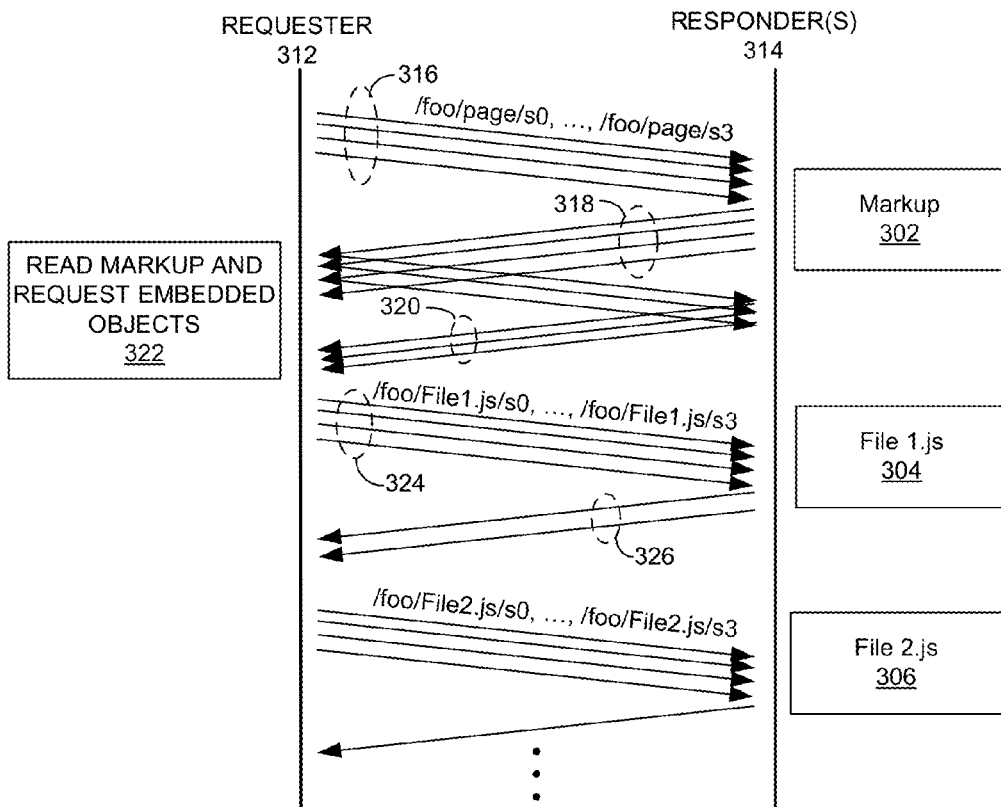 REQUESTER
312
RESPONDER(S)
314
316
/foo/page/s0, ..., /foo/page/s3
318
Markup
302
READ MARKUP AND
REQUEST EMBEDDED
OBJECTS
322
320
/foo/File1.js/s0, ..., /foo/File1.js/s3
324
File 1.js
304
326
/foo/File2.js/s0, ..., /foo/File2.js/s3
File 2.js
306